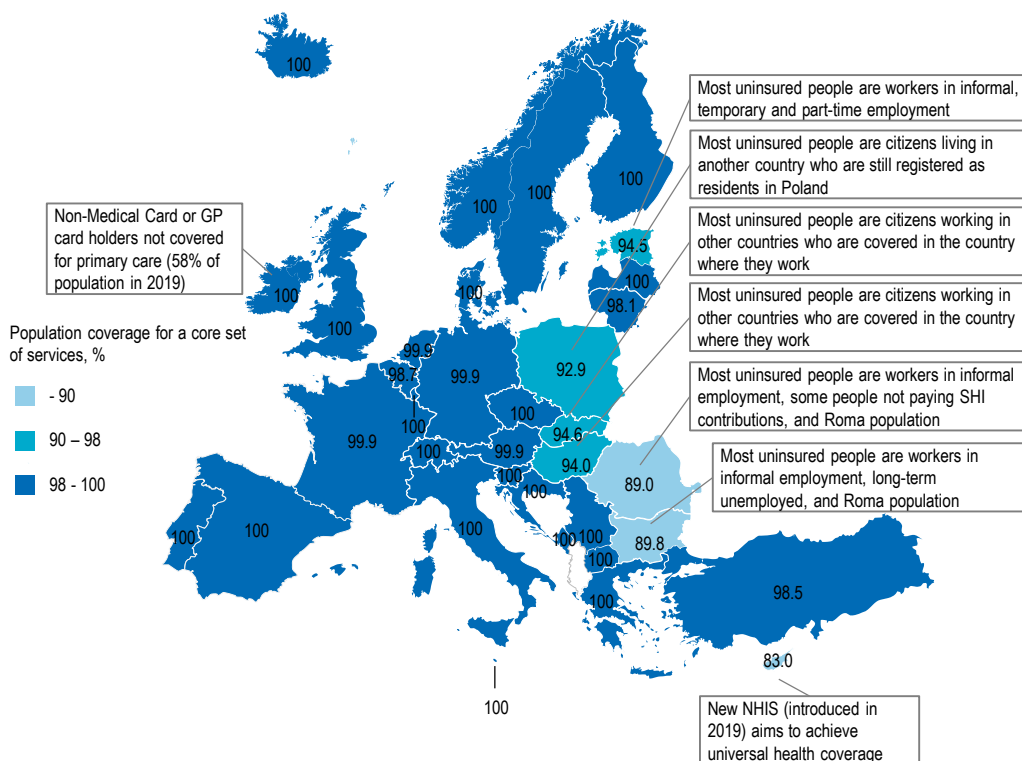 100
Most uninsured people are workers in informal,
temporary and part-time employment
Most uninsured people are citizens living in
another country who are still registered as
residents in Poland
100
100
100
Non-Medical Card or GP
card holders not covered
for primary care (58% of
population in 2019)
Most uninsured people are citizens working in
other countries who are covered in the country
where they work
94.5
100
98.1
100
100
100
Most uninsured people are citizens working in
other countries who are covered in the country
where they work
Population coverage for a core set
of services, %
- 90
90 – 98
98 - 100
99.9
98.7
99.9
92.9
100
100
99.9
100
99.9
94.6
94.0
100
100
Most uninsured people are workers in informal
employment, some people not paying SHI
contributions, and Roma population
89.0
Most uninsured people are workers in
informal employment, long-term
unemployed, and Roma population
100
100
100
100
100
89.8
100
100
98.5
83.0
100
New NHIS (introduced in
2019) aims to achieve
universal health coverage